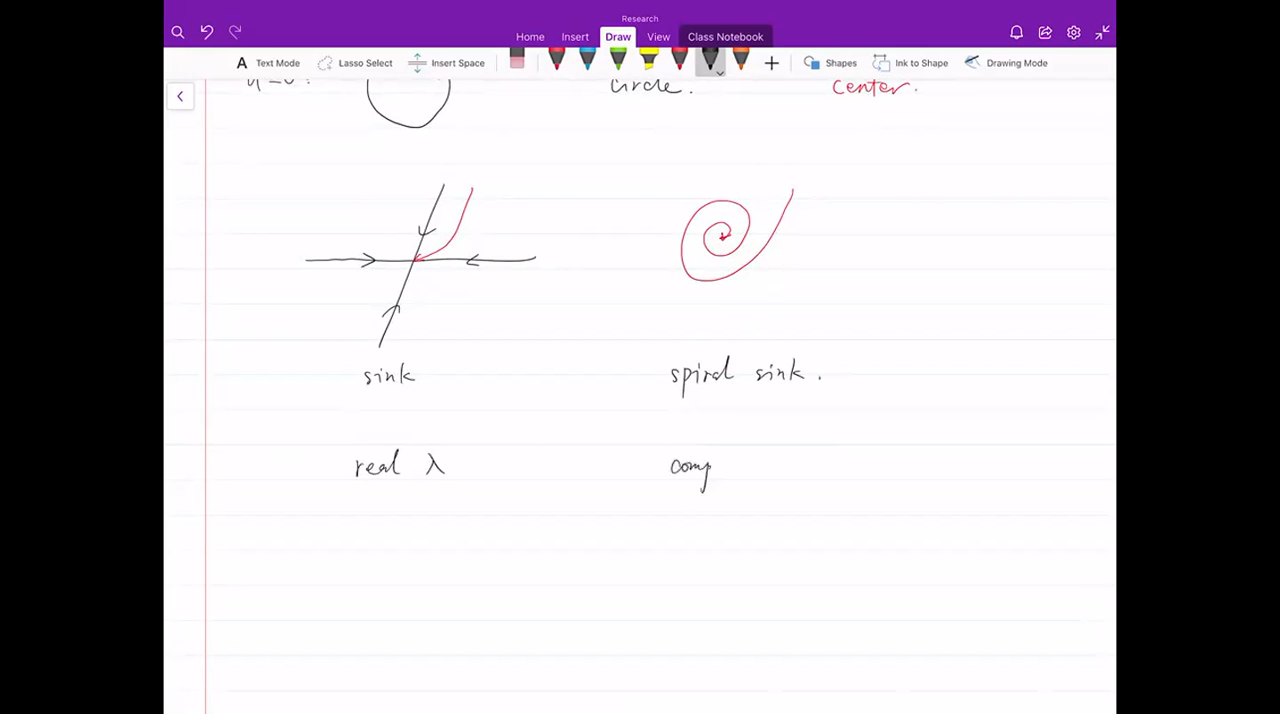 Research
Home Insert Draw View Class Notebook
A Text Mode Lasso Select Insert Space Shapes Ink to Shape Drawing Mode
circle. center.
sink spiral sink.
real λ comp